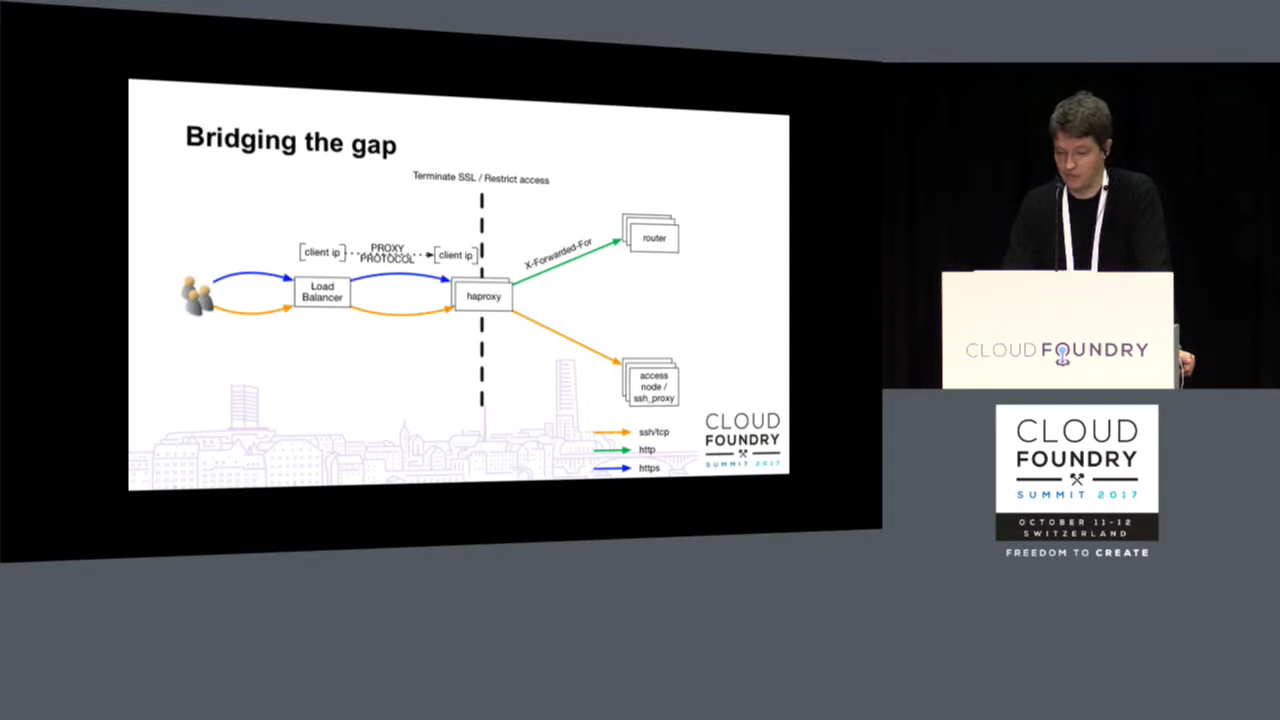 Bridging the gap
Terminate SSL / Restrict access
[client ip]
PROXY
PROTOCOL
[client ip]
X-Forwarded-For
router
Load
Balancer
haproxy
access
node /
ssh_proxy
ssh/tcp
http
https
CLOUD
FOUNDRY
SUMMIT 2017
CLOUD FOUNDRY
CLOUD
FOUNDRY
SUMMIT 2017
OCTOBER 11-12
SWITZERLAND
FREEDOM TO CREATE